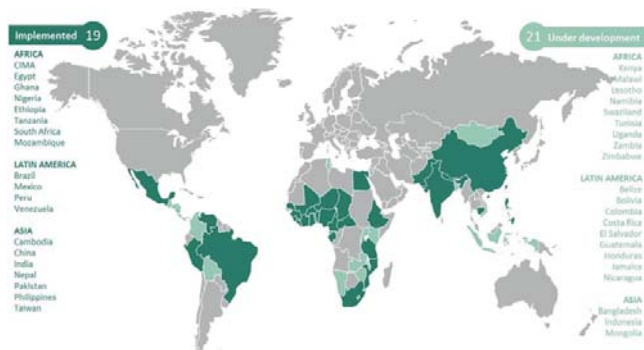 Implemented 19
AFRICA
CIMA
Egypt
Ghana
Nigeria
Ethiopia
Tanzania
South Africa
Mozambique
LATIN AMERICA
Brazil
Mexico
Peru
Venezuela
ASIA
Cambodia
China
India
Nepal
Pakistan
Philippines
Taiwan
21 Under development
AFRICA
Kenya
Malawi
Lesotho
Namibia
Swaziland
Tunisia
Uganda
Zambia
Zimbabwe
LATIN AMERICA
Belize
Bolivia
Colombia
Costa Rica
El Salvador
Guatemala
Honduras
Jamaica
Nicaragua
ASIA
Bangladesh
Indonesia
Mongolia